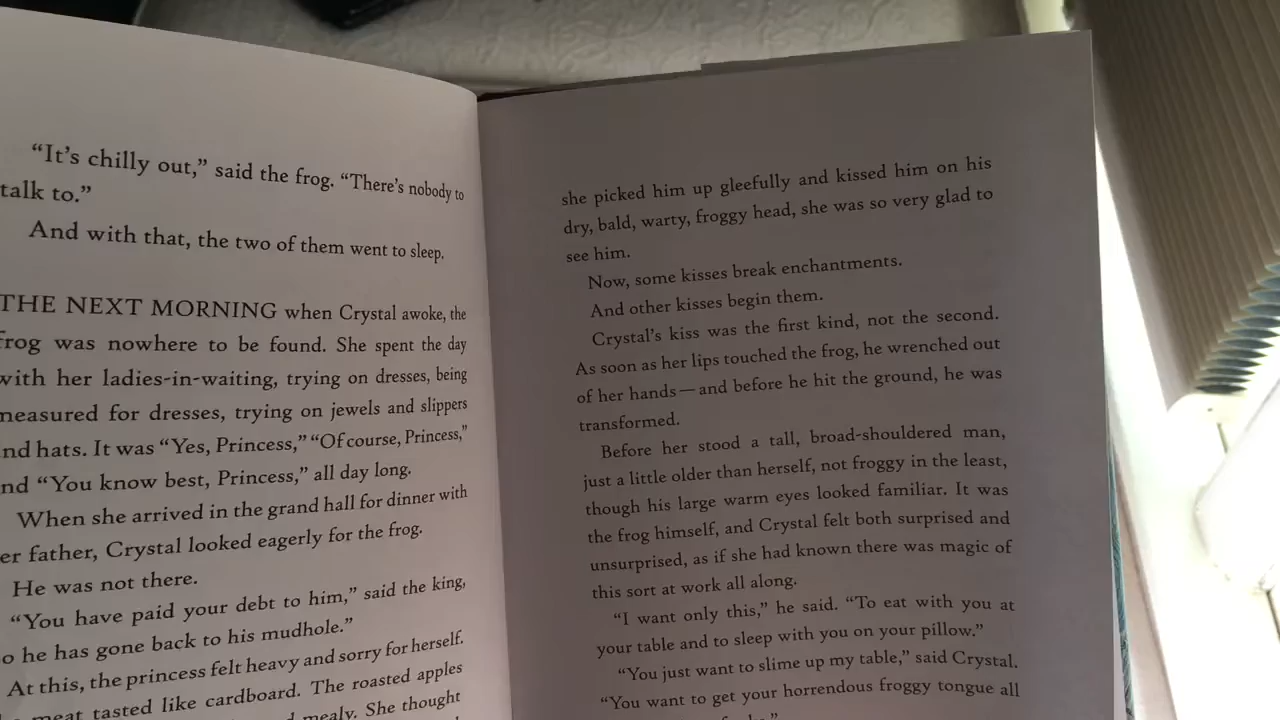 “It’s chilly out,” said the frog. “There’s nobody to
talk to.”
And with that, the two of them went to sleep.
THE NEXT MORNING when Crystal awoke, the
frog was nowhere to be found. She spent the day
with her ladies-in-waiting, trying on dresses, being
measured for dresses, trying on jewels and slippers
nd hats. It was “Yes, Princess,” “Of course, Princess,”
nd “You know best, Princess,” all day long.
When she arrived in the grand hall for dinner with
er father, Crystal looked eagerly for the frog.
He was not there.
“You have paid your debt to him,” said the king,
o he has gone back to his mudhole.”
At this, the princess felt heavy and sorry for herself.
meat tasted like cardboard. The roasted apples
mealy. She thought
she picked him up gleefully and kissed him on his
dry, bald, warty, froggy head, she was so very glad to
see him.
Now, some kisses break enchantments.
And other kisses begin them.
Crystal’s kiss was the first kind, not the second.
As soon as her lips touched the frog, he wrenched out
of her hands—and before he hit the ground, he was
transformed.
Before her stood a tall, broad-shouldered man,
just a little older than herself, not froggy in the least,
though his large warm eyes looked familiar. It was
the frog himself, and Crystal felt both surprised and
unsurprised, as if she had known there was magic of
this sort at work all along.
“I want only this,” he said. “To eat with you at
your table and to sleep with you on your pillow.”
“You just want to slime up my table,” said Crystal.
“You want to get your horrendous froggy tongue all